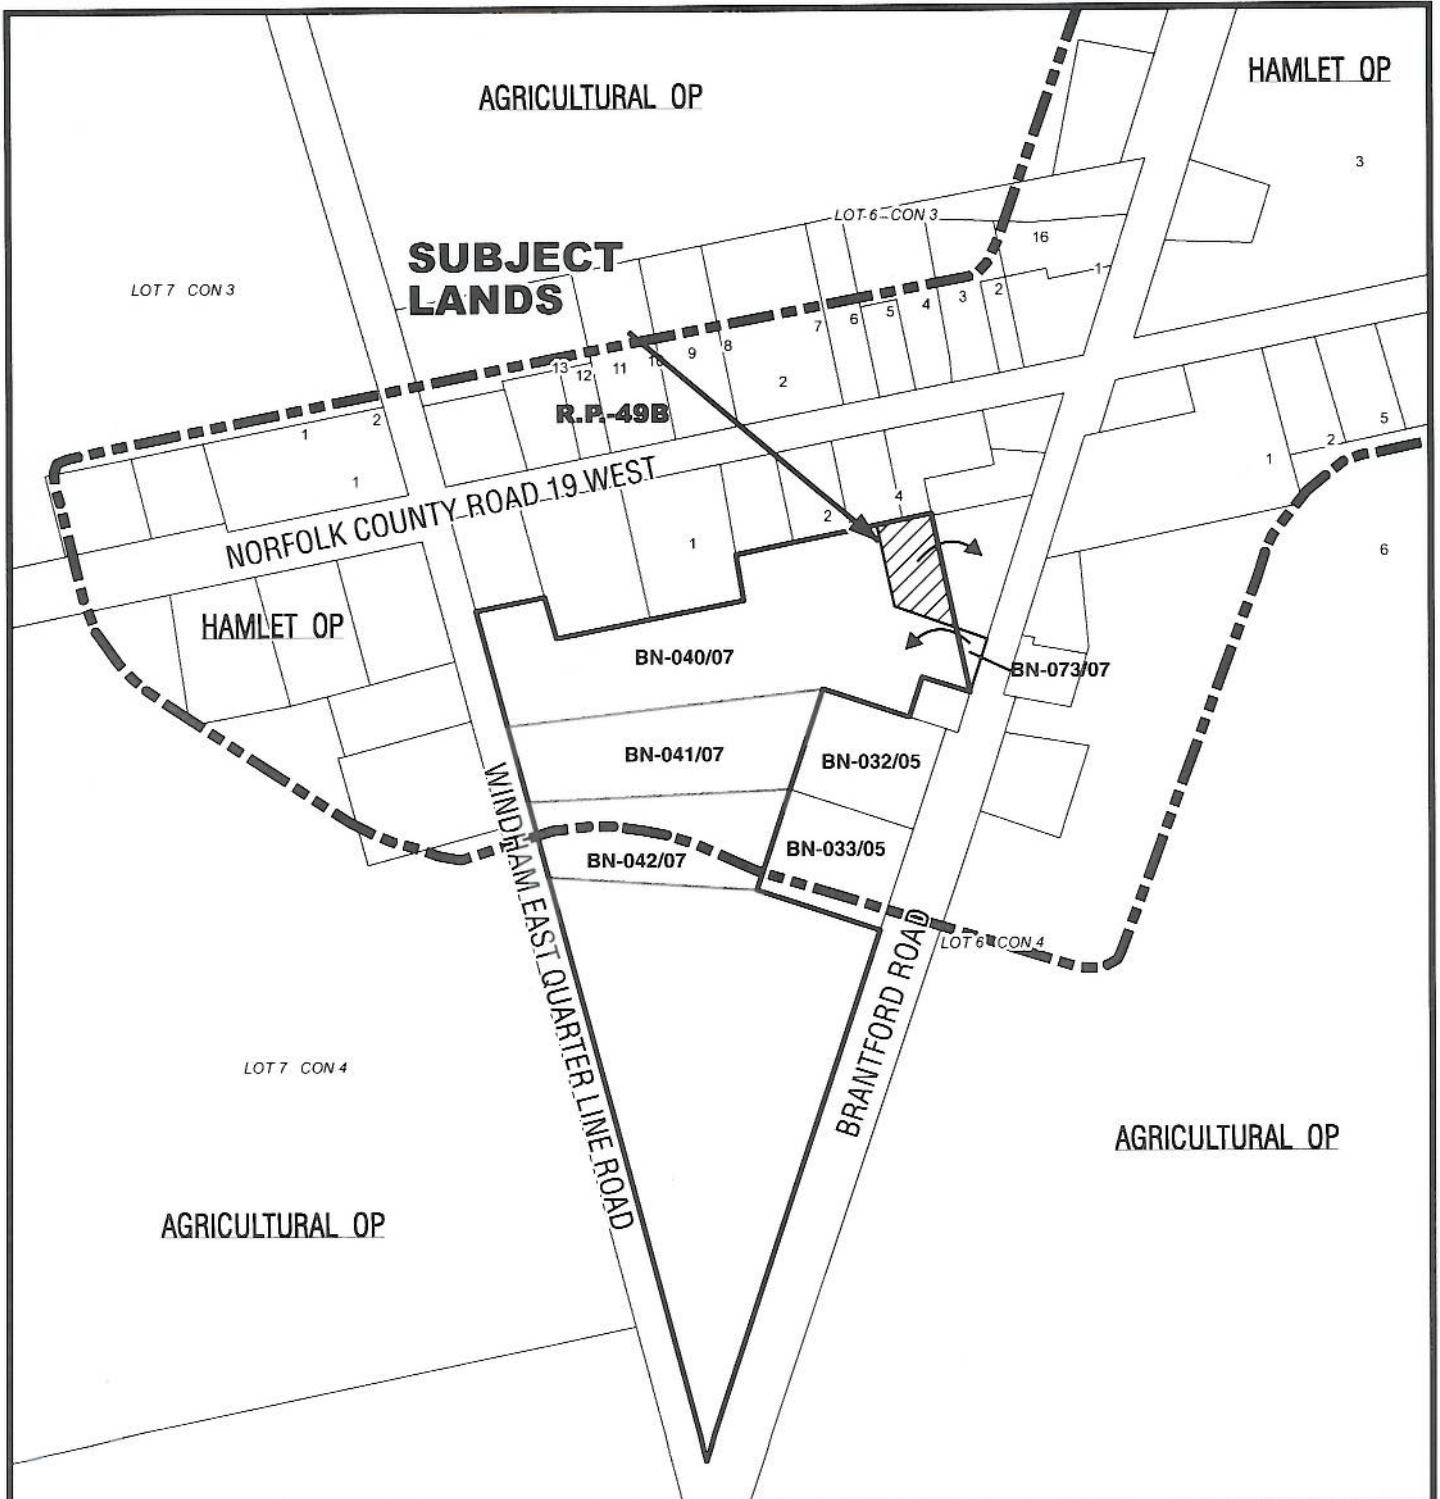 HAMLET OP
AGRICULTURAL OP
3
LOT 6 CON 3
16
SUBJECT
LANDS
LOT 7 CON 3
1
2
3
4
5
6
7
8
9
10
11
12
13
2
R.P.-49B
1
2
1
5
2
1
NORFOLK COUNTY ROAD 19 WEST
4
2
1
6
HAMLET OP
BN-040/07
BN-073/07
BN-041/07
BN-032/05
BN-033/05
BN-042/07
WINDHAM EAST QUARTER LINE ROAD
LOT 6 CON 4
BRANTFORD ROAD
LOT 7 CON 4
AGRICULTURAL OP
AGRICULTURAL OP